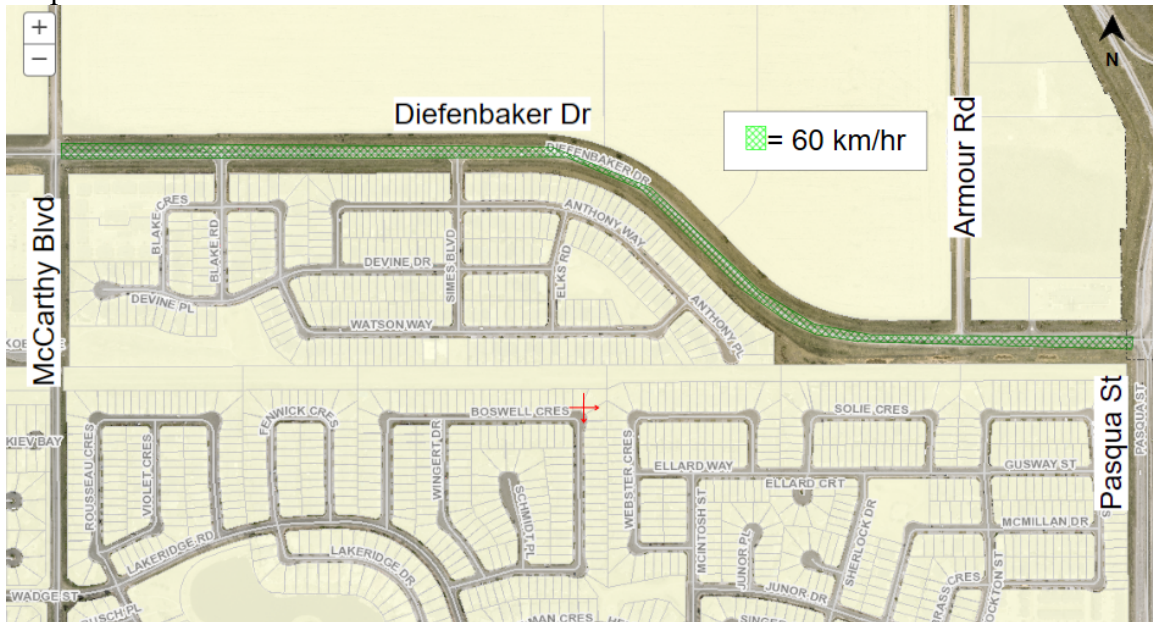 +
−
N
Diefenbaker Dr
= 60 km/hr
Armour Rd
McCarthy Blvd
Pasqua St
DIEFENBAKER DR
BLAKE CRES
BLAKE RD
SIMES BLVD
ANTHONY WAY
ELKS RD
DEVINE DR
DEVINE PL
WATSON WAY
ANTHONY PL
PASQUA ST
BOSWELL CRES
SOLIE CRES
FENWICK CRES
KIEV BAY
ROUSSEAU CRES
VIOLET CRES
WINGERT DR
WEBSTER CRES
ELLARD WAY
GUSWAY ST
ELLARD CRT
SCHMIDT PL
MCINTOSH ST
SHERLOCK DR
MCMILLAN DR
LAKERIDGE RD
LAKERIDGE DR
JUNOR PL
JUNOR DR
WADGE ST